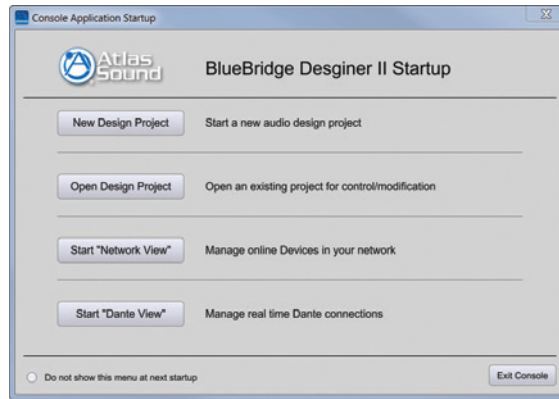 Console Application Startup
Atlas
Sound
BlueBridge Desginer II Startup
New Design Project
Start a new audio design project
Open Design Project
Open an existing project for control/modification
Start "Network View"
Manage online Devices in your network
Start "Dante View"
Manage real time Dante connections
Do not show this menu at next startup
Exit Console